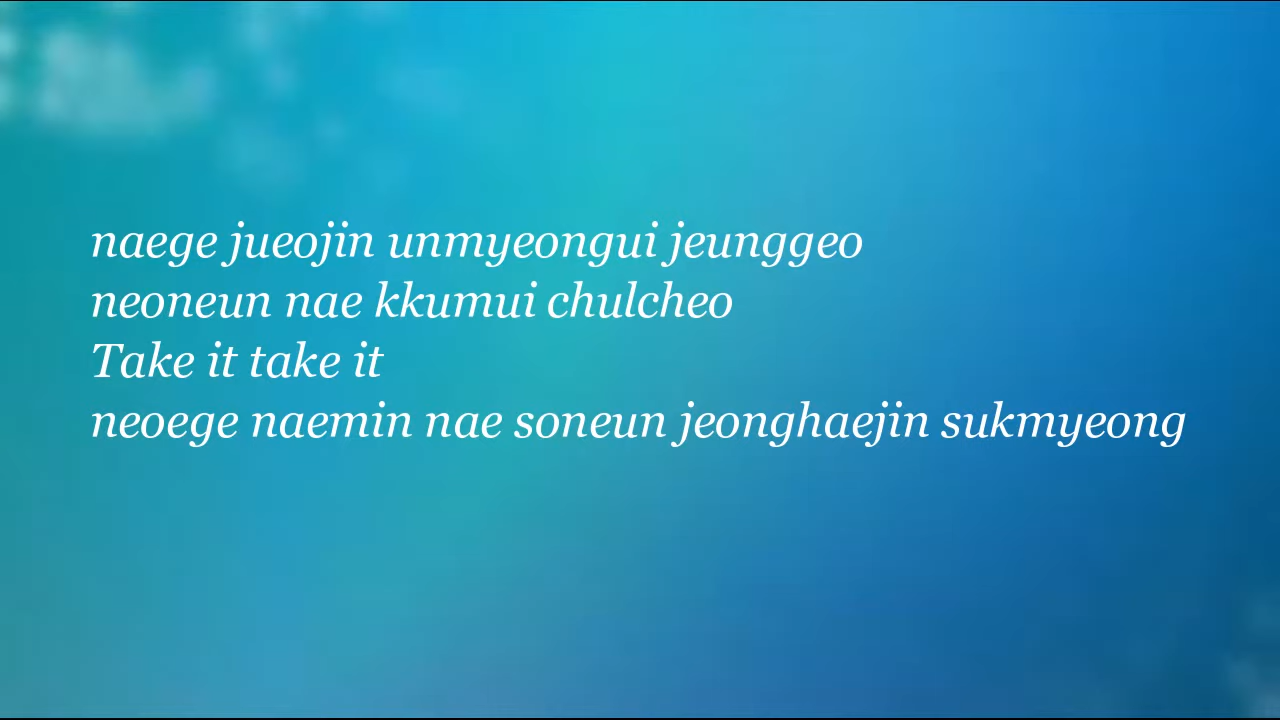 naege jueojin unmyeongui jeunggeo
neoneun nae kkumui chulcheo
Take it take it
neoege naemin nae soneun jeonghaejin sukmyeong